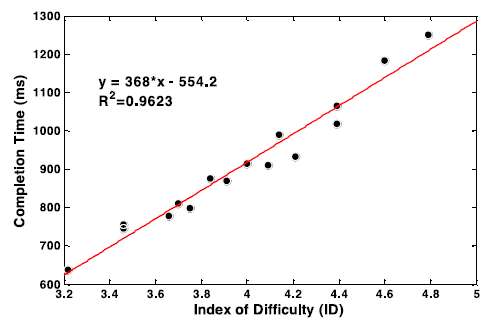 1300
1200
1100
1000
900
800
700
600
Completion Time (ms)
y = 368*x - 554.2
R²=0.9623
3.2 3.4 3.6 3.8 4 4.2 4.4 4.6 4.8 5
Index of Difficulty (ID)